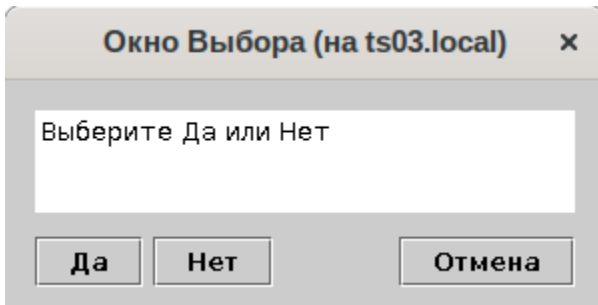 Окно Выбора (на ts03.local) ×
Выберите Да или Нет
Да Нет Отмена